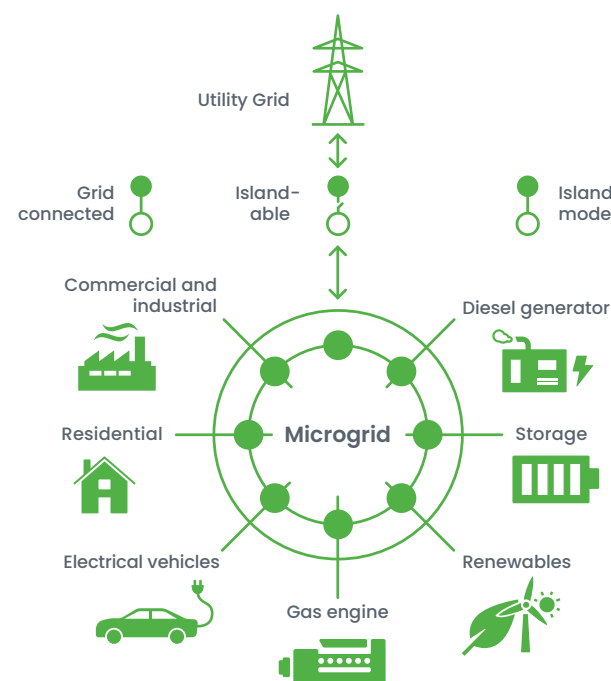 Utility Grid
Grid
connected
Island-
able
Island
mode
Commercial and
industrial
Diesel generator
Residential
Microgrid
Storage
Electrical vehicles
Renewables
Gas engine